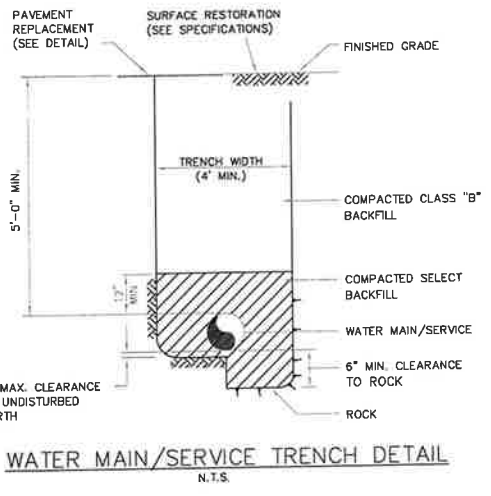 PAVEMENT
REPLACEMENT
(SEE DETAIL)
SURFACE RESTORATION
(SEE SPECIFICATIONS)
FINISHED GRADE
TRENCH WIDTH
(4' MIN.)
5'-0" MIN.
COMPACTED CLASS "B"
BACKFILL
12"
MIN
COMPACTED SELECT
BACKFILL
WATER MAIN/SERVICE
6" MIN. CLEARANCE
TO ROCK
MAX. CLEARANCE
UNDISTURBED
RTH
ROCK
WATER MAIN/SERVICE TRENCH DETAIL
N.T.S.